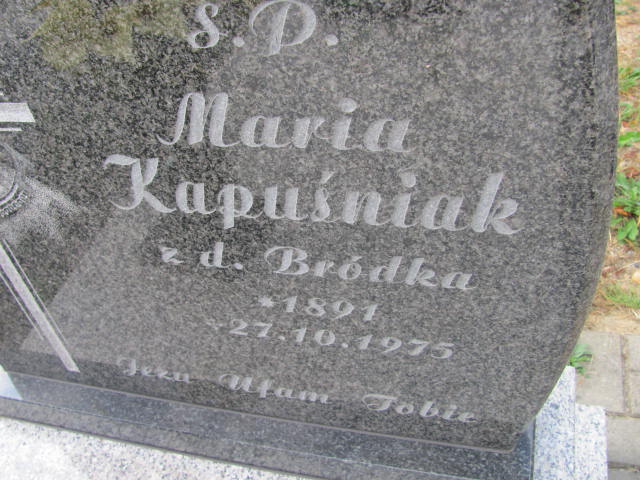 Ś.P.
Maria
Kapuśniak
z d. Bródka
*1891
27.10.1975
Jezu Ufam Tobie